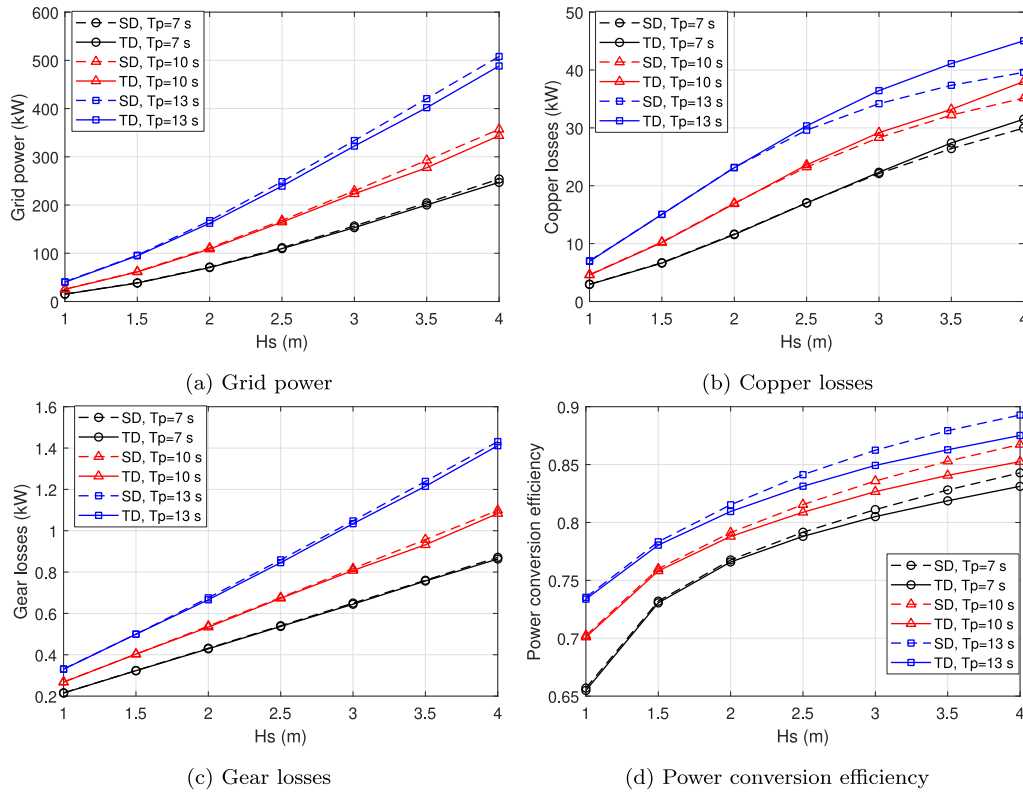 SD, Tp=7 s
TD, Tp=7 s
SD, Tp=10 s
TD, Tp=10 s
SD, Tp=13 s
TD, Tp=13 s
Grid power (kW)
600
500
400
300
200
100
0
1
1.5
2
2.5
3
3.5
4
Hs (m)
(a) Grid power
SD, Tp=7 s
TD, Tp=7 s
SD, Tp=10 s
TD, Tp=10 s
SD, Tp=13 s
TD, Tp=13 s
Copper losses (kW)
50
40
30
20
10
0
1
1.5
2
2.5
3
3.5
4
Hs (m)
(b) Copper losses
SD, Tp=7 s
TD, Tp=7 s
SD, Tp=10 s
TD, Tp=10 s
SD, Tp=13 s
TD, Tp=13 s
Gear losses (kW)
1.6
1.4
1.2
1
0.8
0.6
0.4
0.2
1
1.5
2
2.5
3
3.5
4
Hs (m)
(c) Gear losses
Power conversion efficiency
0.9
0.85
0.8
0.75
0.7
0.65
SD, Tp=7 s
TD, Tp=7 s
SD, Tp=10 s
TD, Tp=10 s
SD, Tp=13 s
TD, Tp=13 s
1
1.5
2
2.5
3
3.5
4
Hs (m)
(d) Power conversion efficiency